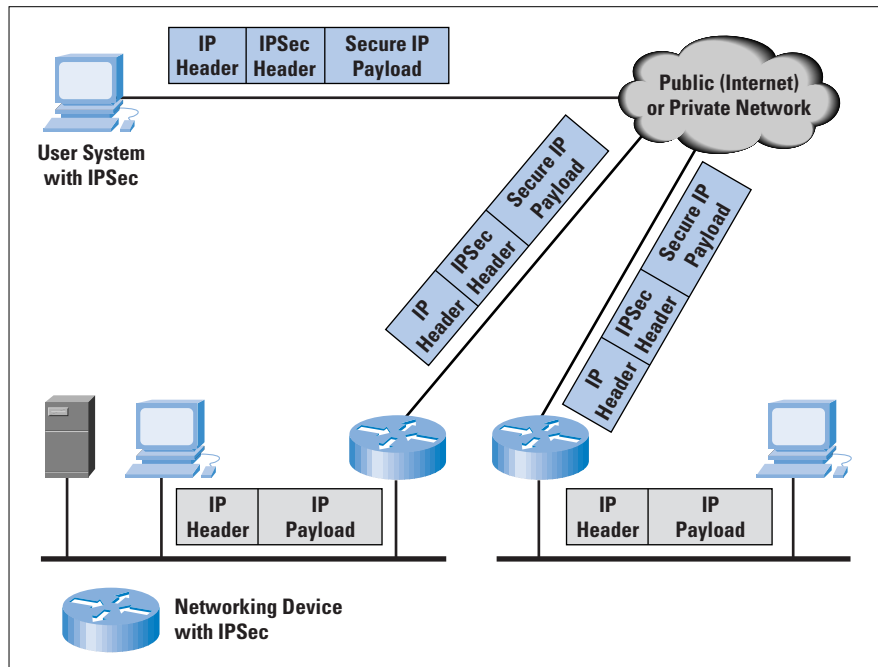 IP IPSec Secure IP
Header Header Payload
Public (Internet)
or Private Network
User System
with IPSec
IP
Header
IPSec
Header
Secure IP
Payload
IP
Header
IPSec
Header
Secure IP
Payload
IP IP
Header Payload
IP IP
Header Payload
Networking Device
with IPSec